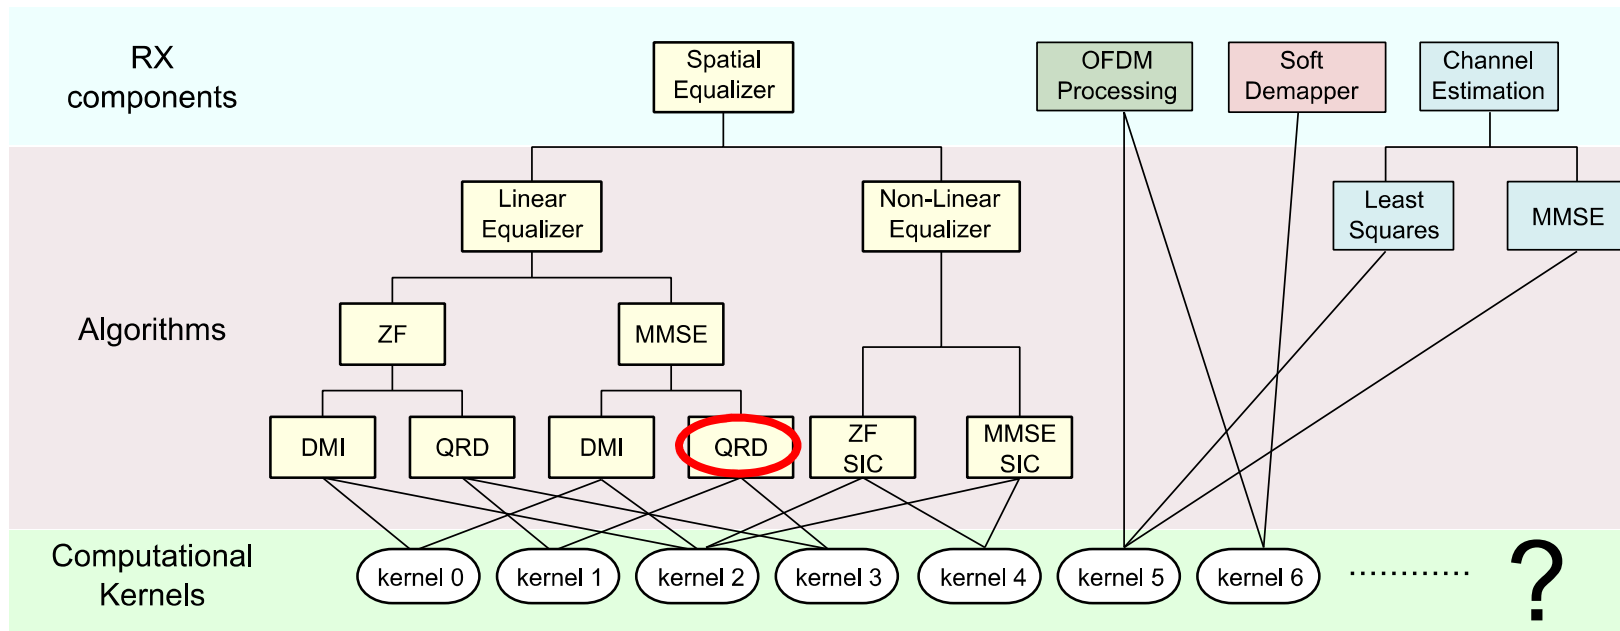 RX
components
Spatial
Equalizer
OFDM
Processing
Soft
Demapper
Channel
Estimation
Algorithms
Linear
Equalizer
Non-Linear
Equalizer
Least
Squares
MMSE
ZF
MMSE
DMI
QRD
DMI
QRD
ZF
SIC
MMSE
SIC
Computational
Kernels
kernel 0
kernel 1
kernel 2
kernel 3
kernel 4
kernel 5
kernel 6
............
?